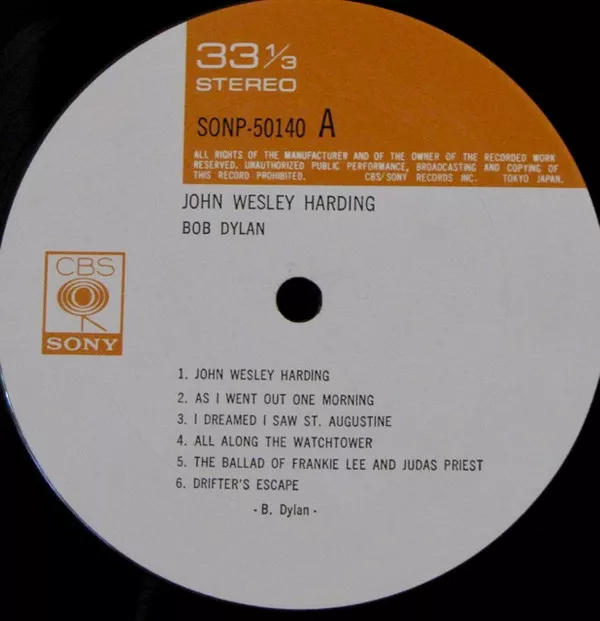 33 1/3
STEREO
SONP-50140 A
ALL RIGHTS OF THE MANUFACTURER AND OF THE OWNER OF THE RECORDED WORK
RESERVED. UNAUTHORIZED PUBLIC PERFORMANCE, BROADCASTING AND COPYING OF
THIS RECORD PROHIBITED. CBS/SONY RECORDS INC. TOKYO JAPAN.
JOHN WESLEY HARDING
BOB DYLAN
CBS
SONY
1. JOHN WESLEY HARDING
2. AS I WENT OUT ONE MORNING
3. I DREAMED I SAW ST. AUGUSTINE
4. ALL ALONG THE WATCHTOWER
5. THE BALLAD OF FRANKIE LEE AND JUDAS PRIEST
6. DRIFTER'S ESCAPE
- B. Dylan -